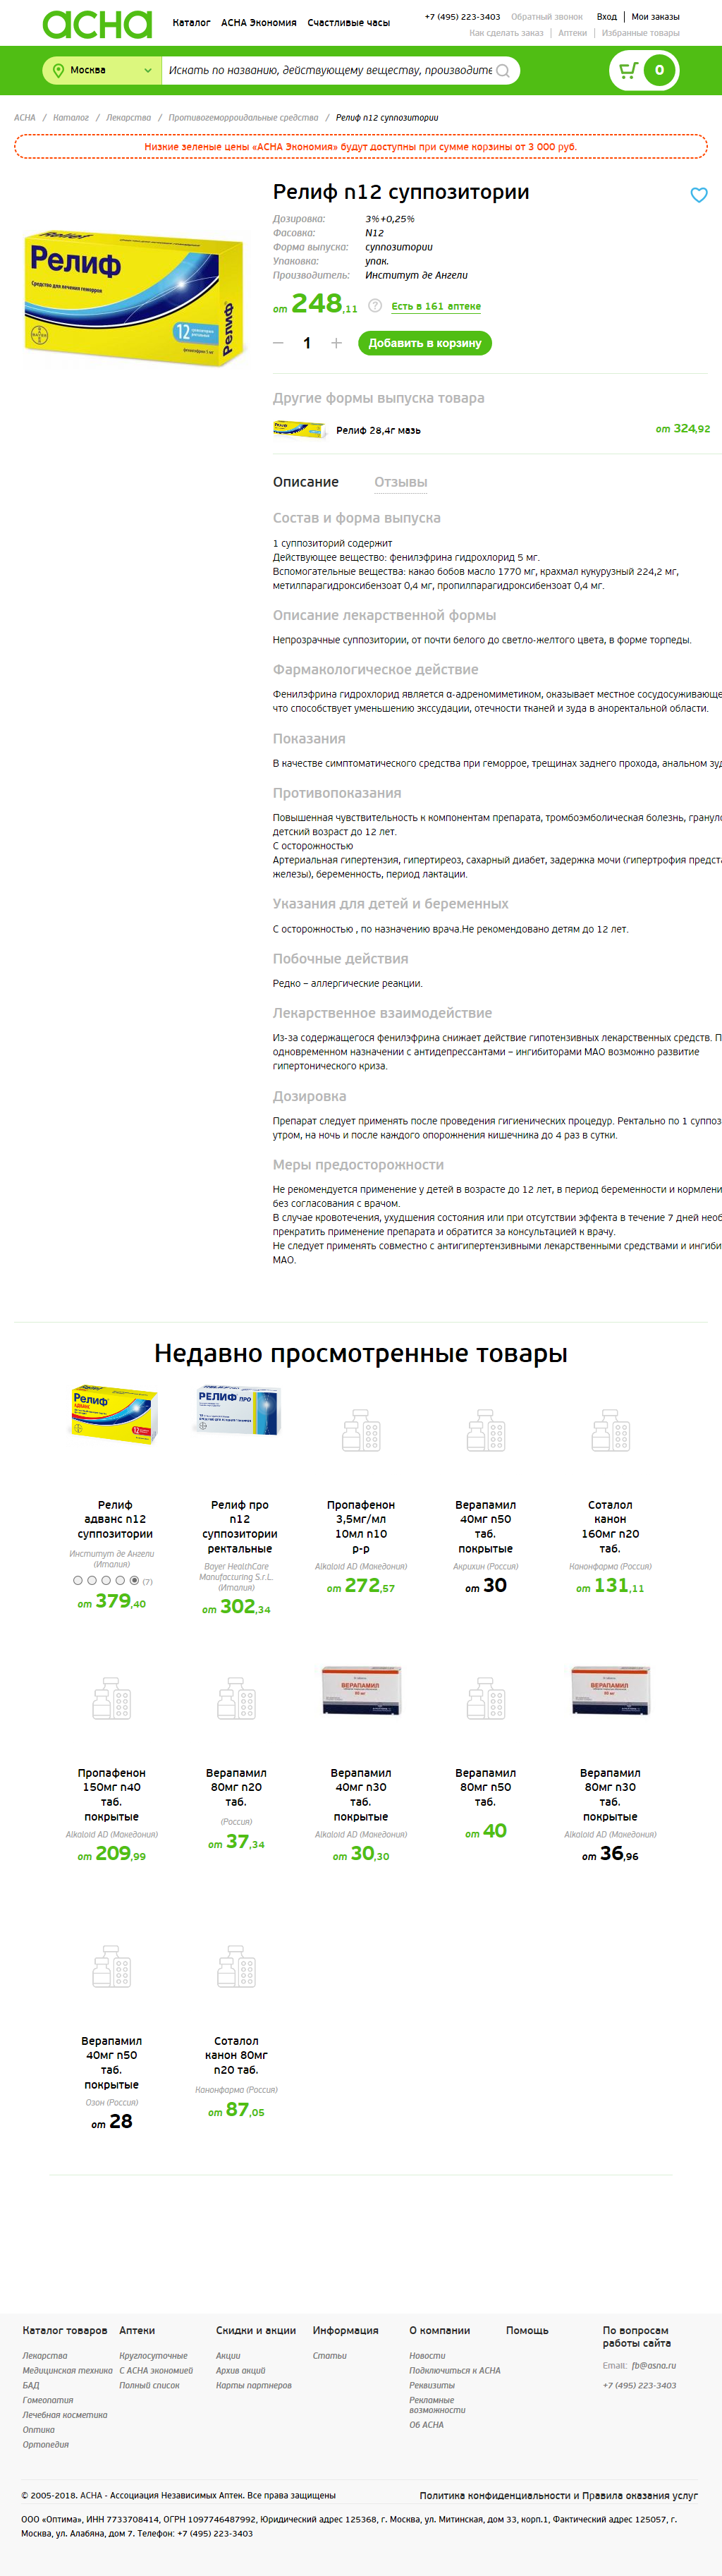 асна
Каталог АСНА Экономия Счастливые часы
+7 (495) 223-3403 Обратный звонок Вход Мои заказы
Как сделать заказ Аптеки Избранные товары
Москва
Искать по названию, действующему веществу, производите
0
АСНА / Каталог / Лекарства / Противогеморроидальные средства / Релиф n12 суппозитории
Низкие зеленые цены «АСНА Экономия» будут доступны при сумме корзины от 3 000 руб.
Релиф n12 суппозитории
Дозировка: 3%+0,25%
Фасовка: N12
Форма выпуска: суппозитории
Упаковка: упак.
Производитель: Институт де Ангели
Релиф
Средство для лечения геморроя
12
Релиф
от 248,11 ? Есть в 161 аптеке
1 Добавить в корзину
Другие формы выпуска товара
Релиф 28,4г мазь
от 324,92
Описание Отзывы
Состав и форма выпуска
1 суппозиторий содержит
Действующее вещество: фенилэфрина гидрохлорид 5 мг.
Вспомогательные вещества: какао бобов масло 1770 мг, крахмал кукурузный 224,2 мг,
метилпарагидроксибензоат 0,4 мг, пропилпарагидроксибензоат 0,4 мг.
Описание лекарственной формы
Непрозрачные суппозитории, от почти белого до светло-желтого цвета, в форме торпеды.
Фармакологическое действие
Фенилэфрина гидрохлорид является α-адреномиметиком, оказывает местное сосудосуживающе
что способствует уменьшению экссудации, отечности тканей и зуда в аноректальной области.
Показания
В качестве симптоматического средства при геморрое, трещинах заднего прохода, анальном зуд
Противопоказания
Повышенная чувствительность к компонентам препарата, тромбоэмболическая болезнь, грануло
детский возраст до 12 лет.
С осторожностью
Артериальная гипертензия, гипертиреоз, сахарный диабет, задержка мочи (гипертрофия предста
железы), беременность, период лактации.
Указания для детей и беременных
С осторожностью , по назначению врача.Не рекомендовано детям до 12 лет.
Побочные действия
Редко – аллергические реакции.
Лекарственное взаимодействие
Из-за содержащегося фенилэфрина снижает действие гипотензивных лекарственных средств. П
одновременном назначении с антидепрессантами – ингибиторами МАО возможно развитие
гипертонического криза.
Дозировка
Препарат следует применять после проведения гигиенических процедур. Ректально по 1 суппоз
утром, на ночь и после каждого опорожнения кишечника до 4 раз в сутки.
Меры предосторожности
Не рекомендуется применение у детей в возрасте до 12 лет, в период беременности и кормлени
без согласования с врачом.
В случае кровотечения, ухудшения состояния или при отсутствии эффекта в течение 7 дней необ
прекратить применение препарата и обратится за консультацией к врачу.
Не следует применять совместно с антигипертензивными лекарственными средствами и ингиби
МАО.
Недавно просмотренные товары
Релиф
адванс n12
суппозитории
Институт де Ангели
(Италия)
(7)
от 379,40
Релиф про
n12
суппозитории
ректальные
Bayer HealthCare
Manufacturing S.r.L.
(Италия)
от 302,34
Пропафенон
3,5мг/мл
10мл n10
р-р
Alkaloid AD (Македония)
от 272,57
Верапамил
40мг n50
таб.
покрытые
Акрихин (Россия)
от 30
Соталол
канон
160мг n20
таб.
Канонфарма (Россия)
от 131,11
Пропафенон
150мг n40
таб.
покрытые
Alkaloid AD (Македония)
от 209,99
Верапамил
80мг n20
таб.
(Россия)
от 37,34
Верапамил
40мг n30
таб.
покрытые
Alkaloid AD (Македония)
от 30,30
Верапамил
80мг n50
таб.
от 40
Верапамил
80мг n30
таб.
покрытые
Alkaloid AD (Македония)
от 36,96
Верапамил
40мг n50
таб.
покрытые
Озон (Россия)
от 28
Соталол
канон 80мг
n20 таб.
Канонфарма (Россия)
от 87,05
Каталог товаров
Лекарства
Медицинская техника
БАД
Гомеопатия
Лечебная косметика
Оптика
Ортопедия
Аптеки
Круглосуточные
С АСНА экономией
Полный список
Скидки и акции
Акции
Архив акций
Карты партнеров
Информация
Статьи
О компании
Новости
Подключиться к АСНА
Реквизиты
Рекламные
возможности
Об АСНА
Помощь
По вопросам
работы сайта
Email: fb@asna.ru
+7 (495) 223-3403
© 2005-2018. АСНА - Ассоциация Независимых Аптек. Все права защищены
Политика конфиденциальности и Правила оказания услуг
ООО «Оптима», ИНН 7733708414, ОГРН 1097746487992, Юридический адрес 125368, г. Москва, ул. Митинская, дом 33, корп.1, Фактический адрес 125057, г.
Москва, ул. Алабяна, дом 7. Телефон: +7 (495) 223-3403